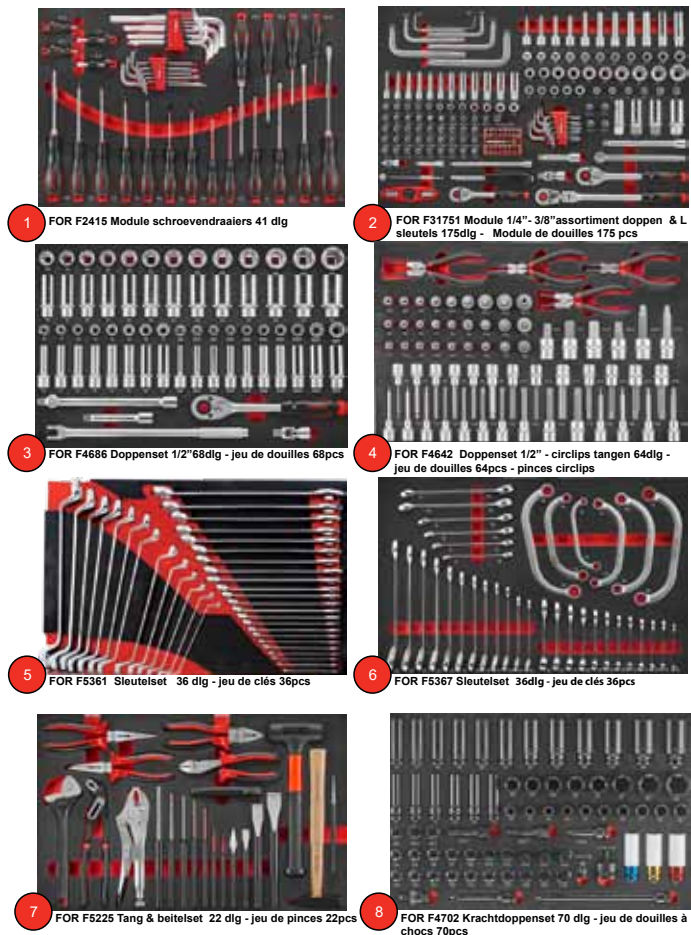 1
FOR F2415 Module schroevendraaiers 41 dlg
2
FOR F31751 Module 1/4”- 3/8”assortiment doppen & L
sleutels 175dlg - Module de douilles 175 pcs
3
FOR F4686 Doppenset 1/2”68dlg - jeu de douilles 68pcs
4
FOR F4642 Doppenset 1/2” - circlips tangen 64dlg -
jeu de douilles 64pcs - pinces circlips
5
FOR F5361 Sleutelset 36 dlg - jeu de clés 36pcs
6
FOR F5367 Sleutelset 36dlg - jeu de clés 36pcs
7
FOR F5225 Tang & beitelset 22 dlg - jeu de pinces 22pcs
8
FOR F4702 Krachtdoppenset 70 dlg - jeu de douilles à
chocs 70pcs